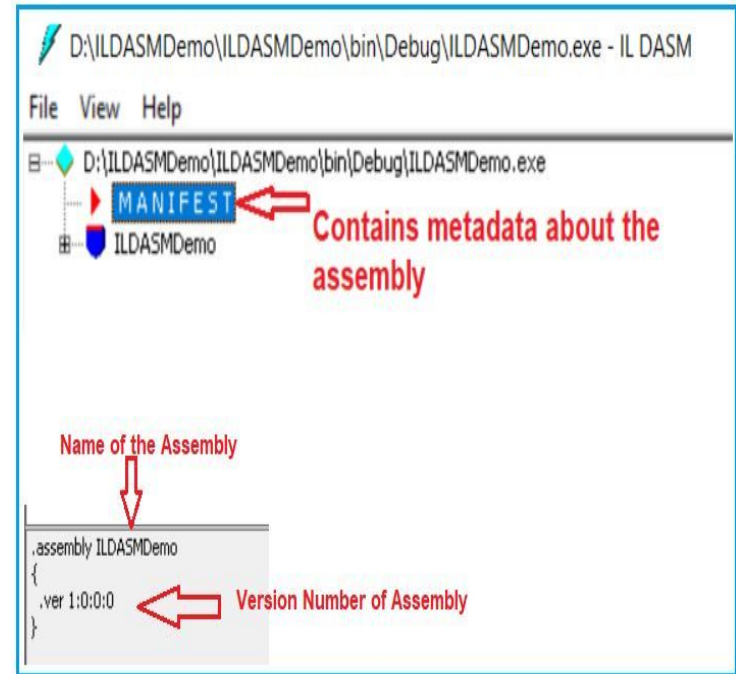 D:\ILDASMDemo\ILDASMDemo\bin\Debug\ILDASMDemo.exe - IL DASM
File View Help
D:\ILDASMDemo\ILDASMDemo\bin\Debug\ILDASMDemo.exe
MANIFEST
Contains metadata about the
assembly
ILDASMDemo
Name of the Assembly
.assembly ILDASMDemo
{
.ver 1:0:0:0
Version Number of Assembly
}